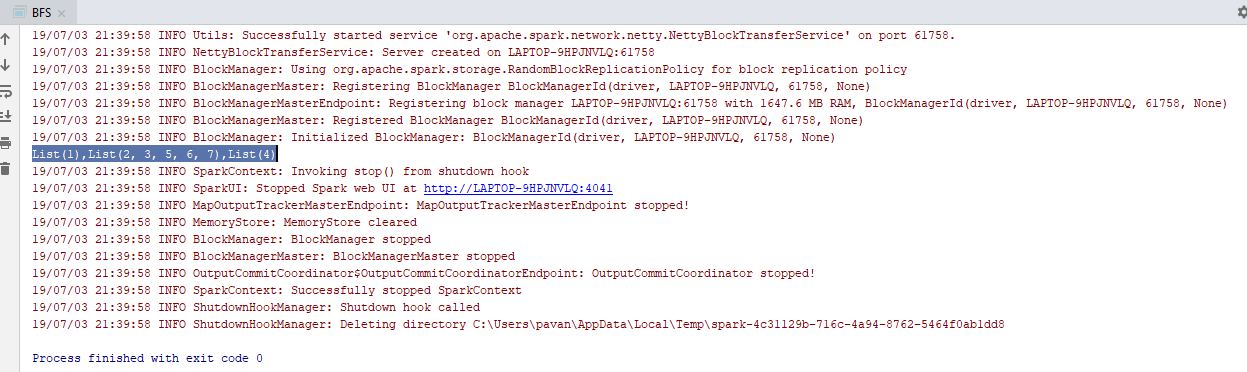 BFS
19/07/03 21:39:58 INFO Utils: Successfully started service 'org.apache.spark.network.netty.NettyBlockTransferService' on port 61758.
19/07/03 21:39:58 INFO NettyBlockTransferService: Server created on LAPTOP-9HPJNVLQ:61758
19/07/03 21:39:58 INFO BlockManager: Using org.apache.spark.storage.RandomBlockReplicationPolicy for block replication policy
19/07/03 21:39:58 INFO BlockManagerMaster: Registering BlockManager BlockManagerId(driver, LAPTOP-9HPJNVLQ, 61758, None)
19/07/03 21:39:58 INFO BlockManagerMasterEndpoint: Registering block manager LAPTOP-9HPJNVLQ:61758 with 1647.6 MB RAM, BlockManagerId(driver, LAPTOP-9HPJNVLQ, 61758, None)
19/07/03 21:39:58 INFO BlockManagerMaster: Registered BlockManager BlockManagerId(driver, LAPTOP-9HPJNVLQ, 61758, None)
19/07/03 21:39:58 INFO BlockManager: Initialized BlockManager: BlockManagerId(driver, LAPTOP-9HPJNVLQ, 61758, None)
List(1),List(2, 3, 5, 6, 7),List(4)
19/07/03 21:39:58 INFO SparkContext: Invoking stop() from shutdown hook
19/07/03 21:39:58 INFO SparkUI: Stopped Spark web UI at http://LAPTOP-9HPJNVLQ:4041
19/07/03 21:39:58 INFO MapOutputTrackerMasterEndpoint: MapOutputTrackerMasterEndpoint stopped!
19/07/03 21:39:58 INFO MemoryStore: MemoryStore cleared
19/07/03 21:39:58 INFO BlockManager: BlockManager stopped
19/07/03 21:39:58 INFO BlockManagerMaster: BlockManagerMaster stopped
19/07/03 21:39:58 INFO OutputCommitCoordinator$OutputCommitCoordinatorEndpoint: OutputCommitCoordinator stopped!
19/07/03 21:39:58 INFO SparkContext: Successfully stopped SparkContext
19/07/03 21:39:58 INFO ShutdownHookManager: Shutdown hook called
19/07/03 21:39:58 INFO ShutdownHookManager: Deleting directory C:\Users\pavan\AppData\Local\Temp\spark-4c31129b-716c-4a94-8762-5464f0ab1dd8
Process finished with exit code 0